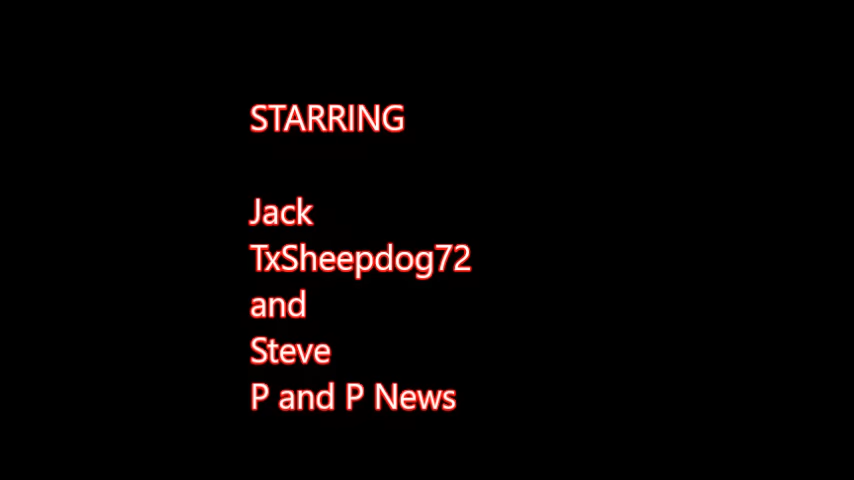 STARRING
Jack
TxSheepdog72
and
Steve
P and P News